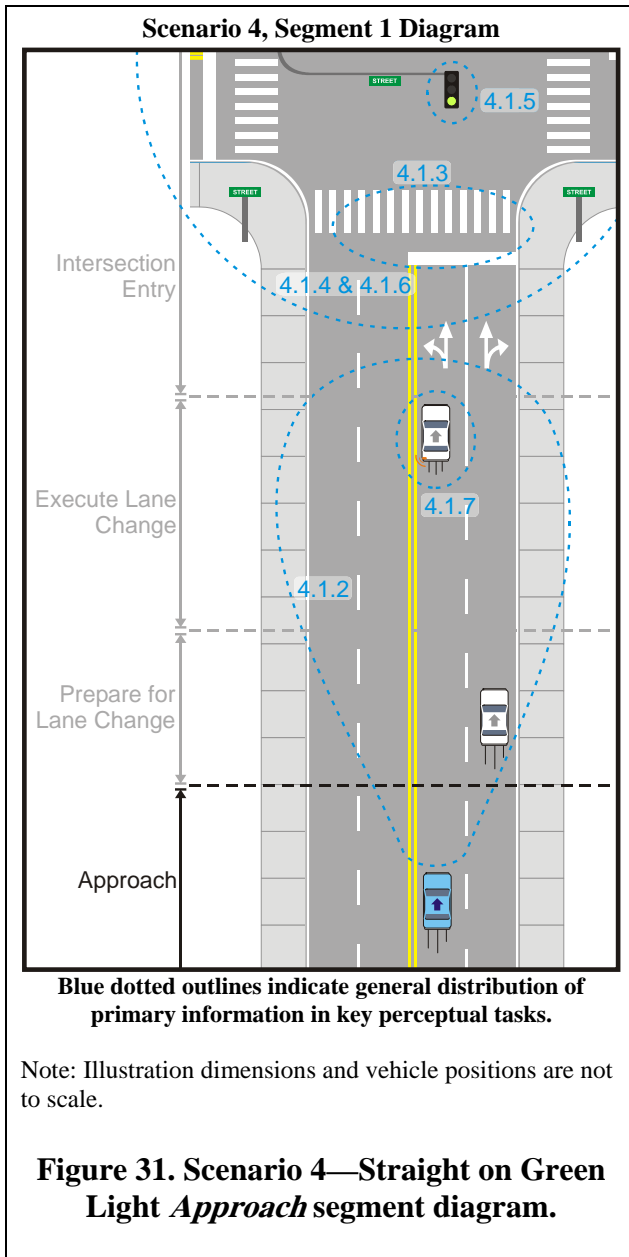 Scenario 4, Segment 1 Diagram
STREET
4.1.5
4.1.3
STREET
STREET
Intersection
Entry
4.1.4 & 4.1.6
Execute Lane
Change
4.1.7
4.1.2
Prepare for
Lane Change
Approach
Blue dotted outlines indicate general distribution of
primary information in key perceptual tasks.
Note: Illustration dimensions and vehicle positions are not
to scale.
Figure 31. Scenario 4—Straight on Green
Light Approach segment diagram.